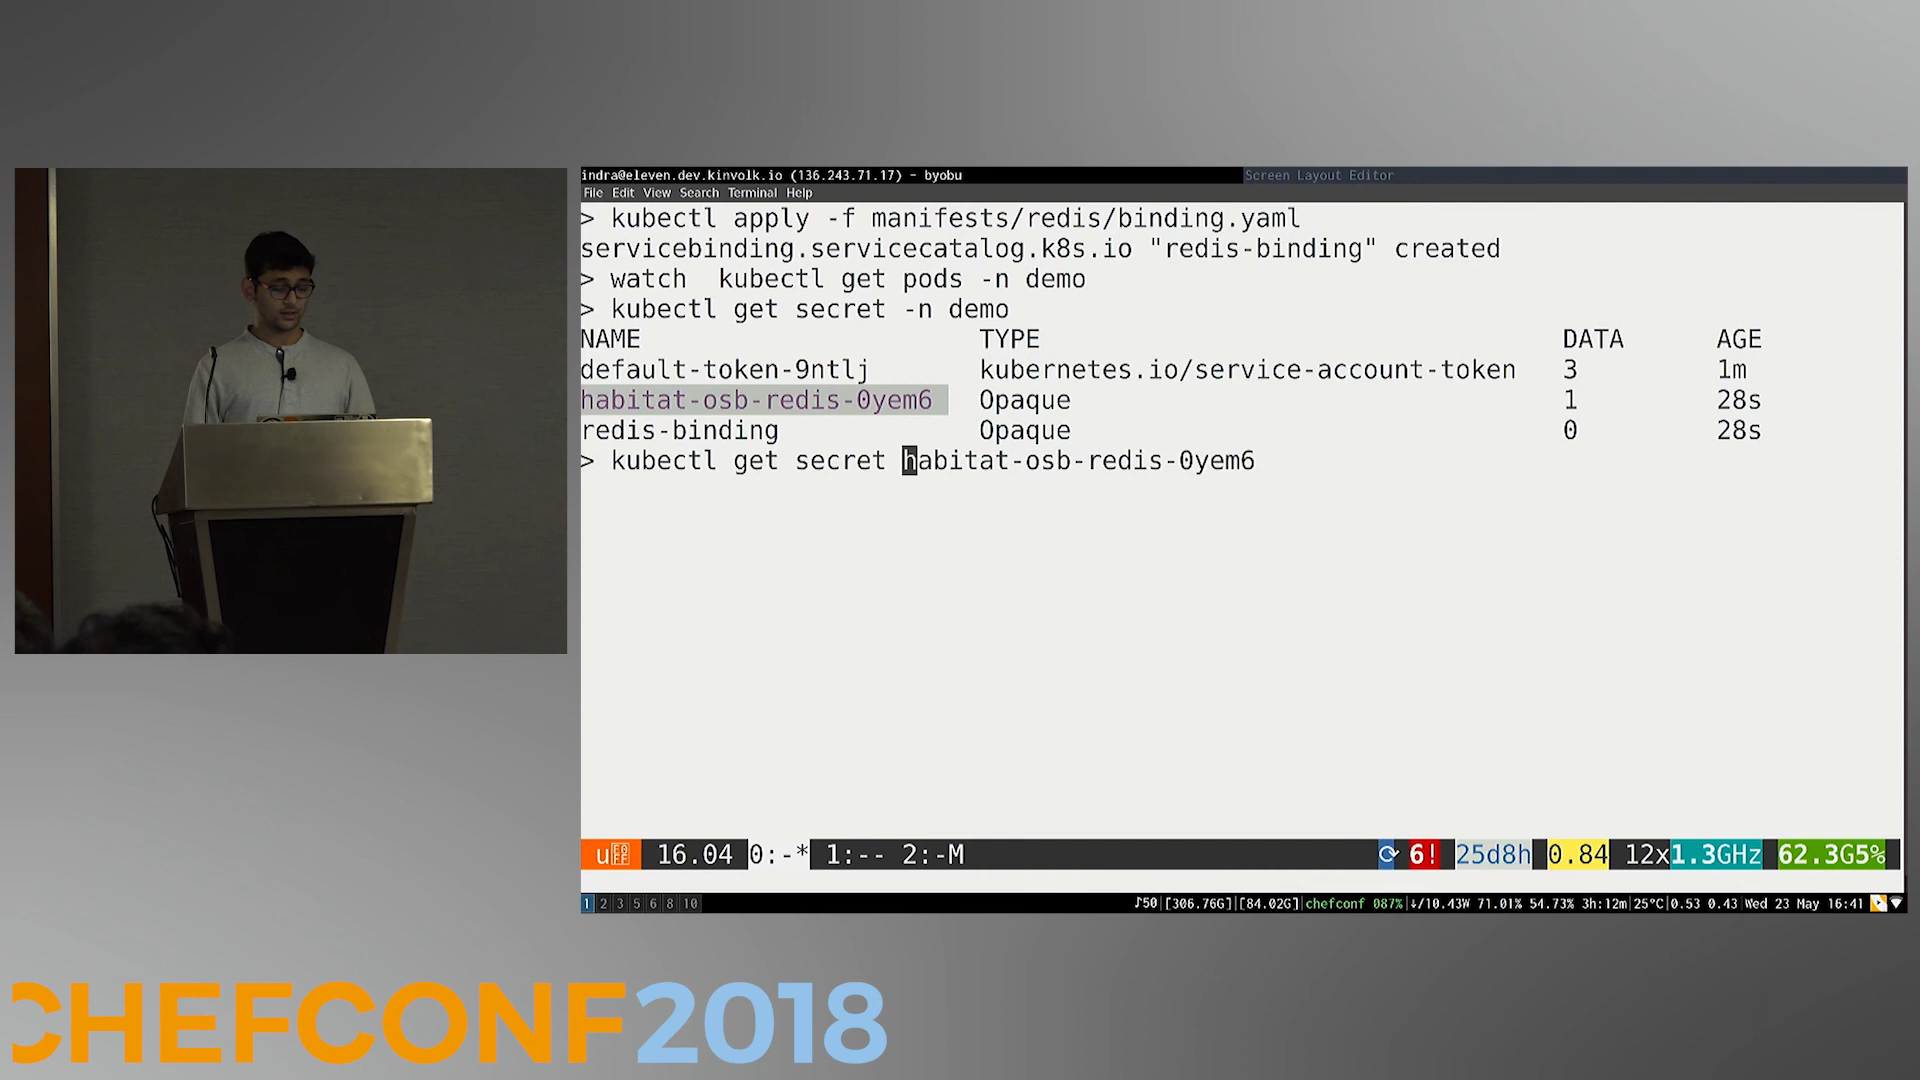 indra@eleven.dev.kinvolk.io (136.243.71.17) - byobu
Screen Layout Editor
File Edit View Search Terminal Help
> kubectl apply -f manifests/redis/binding.yaml
servicebinding.servicecatalog.k8s.io "redis-binding" created
> watch  kubectl get pods -n demo
> kubectl get secret -n demo
NAME TYPE DATA AGE
default-token-9ntlj kubernetes.io/service-account-token 3 1m
habitat-osb-redis-0yem6 Opaque 1 28s
redis-binding Opaque 0 28s
> kubectl get secret habitat-osb-redis-0yem6
u 16.04 0:-* 1:-- 2:-M 6! 25d8h 0.84 12x1.3GHz 62.3G5%
1 2 3 5 6 8 10 ♪50|[306.76G]|[84.02G]|chefconf 087%|↓/10.43W 71.01% 54.73% 3h:12m|25°C|0.53 0.43|Wed 23 May 16:41
CHEFCONF2018